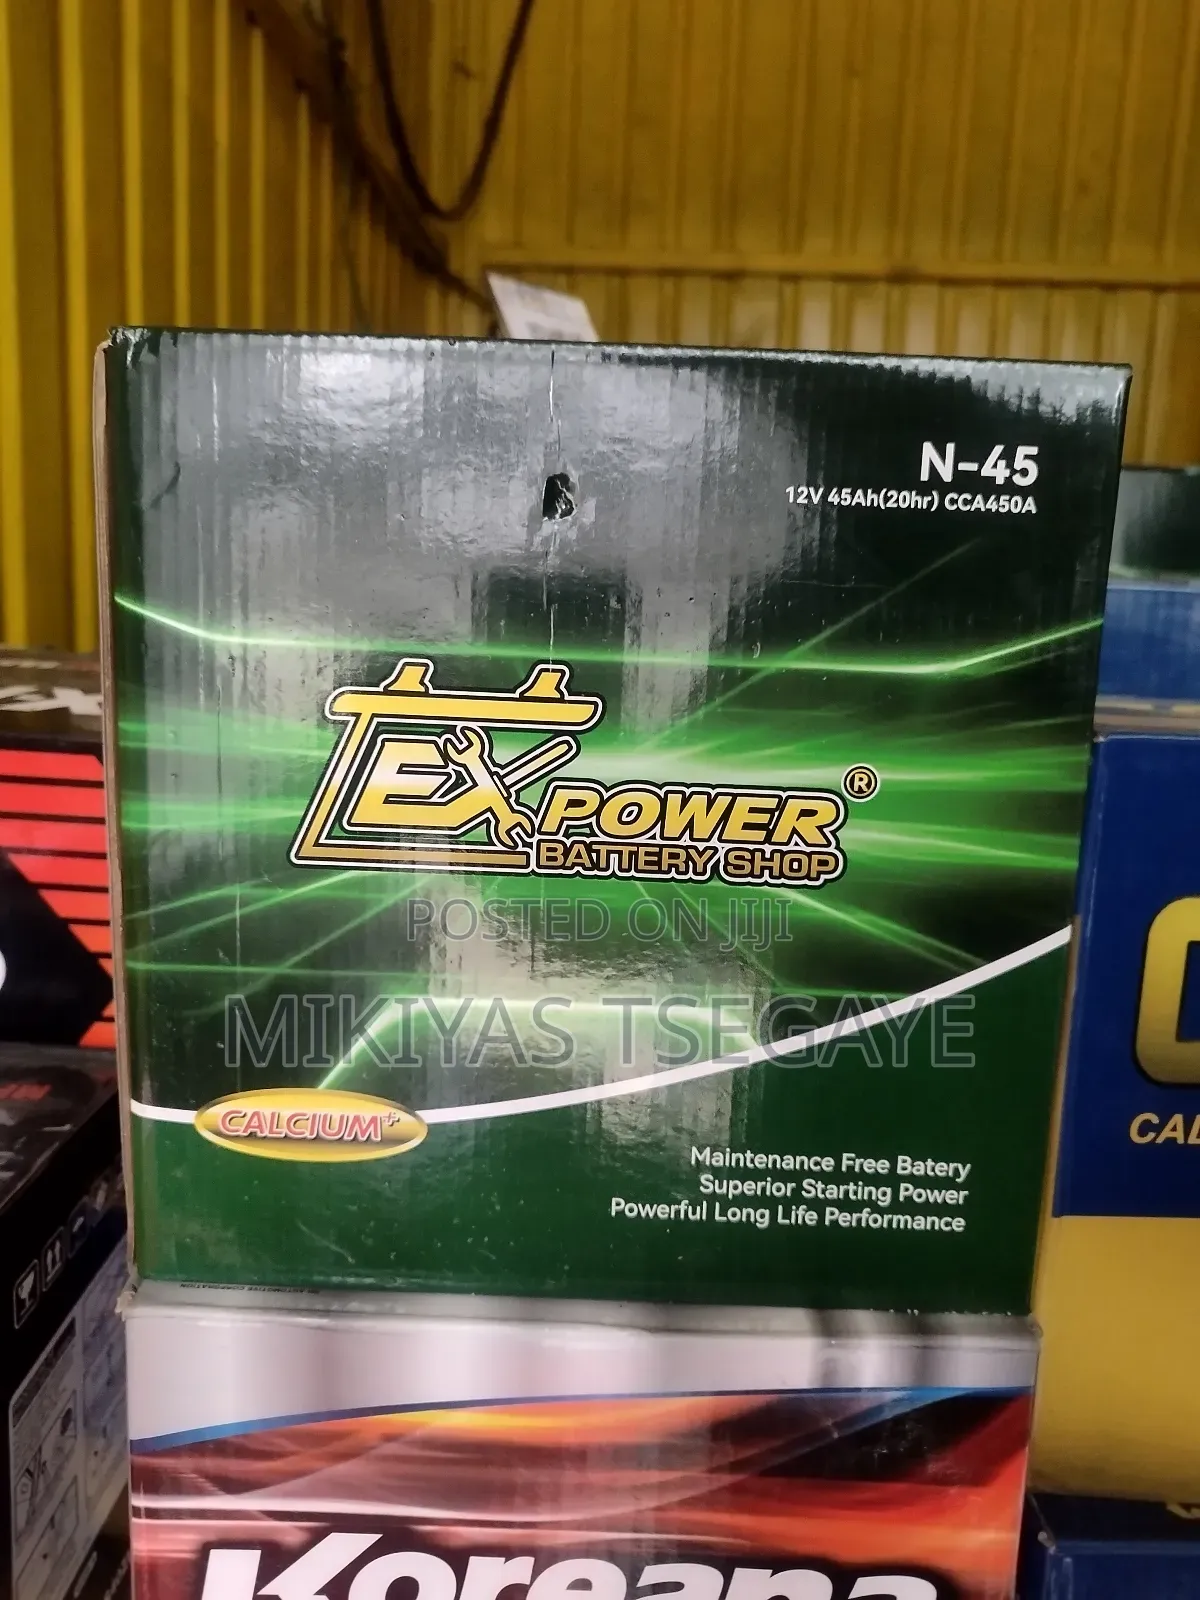 N-45
12V 45Ah(20hr) CCA450A
EX POWER ®
BATTERY SHOP
POSTED ON JIJI
MIKIYAS TSEGAYE
CALCIUM+
Maintenance Free Batery
Superior Starting Power
Powerful Long Life Performance
Koreana